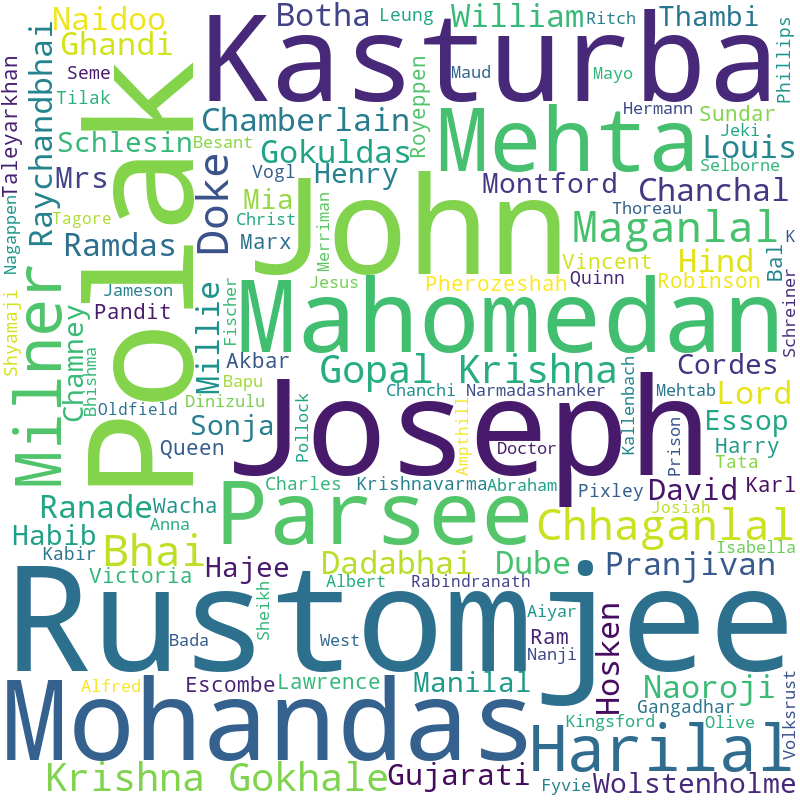 Naidoo
Ghandi
Botha
Leung
William
Ritch
Thambi
Phillips
Kasturba
Taleyarkhan
Seme
Tilak
Raychandbhai
Polak
Maud
Mayo
Hermann
Sundar
Jeki
Selborne
Chamberlain
Royeppen
Mehta
Louis
Schlesin
Besant
Gokuldas
Mrs
Doke
Vogl
Henry
Montford
Chanchal
Mia
John
Thoreau
K
Tagore
Christ
Merriman
Maganlal
Nagappen
Ramdas
Marx
Vincent
Hind
Bal
Jameson
Millie
Fischer
Jesus
Pherozeshah
Quinn
Robinson
Schreiner
Shyamaji
Milner
Chamney
Pandit
Mahomedan
Bhishma
Akbar
Gopal Krishna
Cordes
Bapu
Chanchi
Narmadashanker
Kallenbach
Mehtab
Lord
Oldfield
Dinizulu
Sonja
Pollock
Joseph
Ampthill
Essop
Queen
Doctor
Prison
Harry
Tata
Ranade
Wacha
Charles
Krishnavarma
Abraham
Pixley
David
Karl
Habib
Anna
Parsee
Chhaganlal
Josiah
Kabir
Bhai
Isabella
Victoria
Hajee
Dadabhai
Dube
Pranjivan
Sheikh
Albert
Rabindranath
Rustomjee
Aiyar
Hosken
Bada
West
Ram
Nanji
Alfred
Escombe
Lawrence
Manilal
Naoroji
Volksrust
Mohandas
Gangadhar
Kingsford
Olive
Harilal
Krishna Gokhale
Gujarati
Fyvie
Wolstenholme